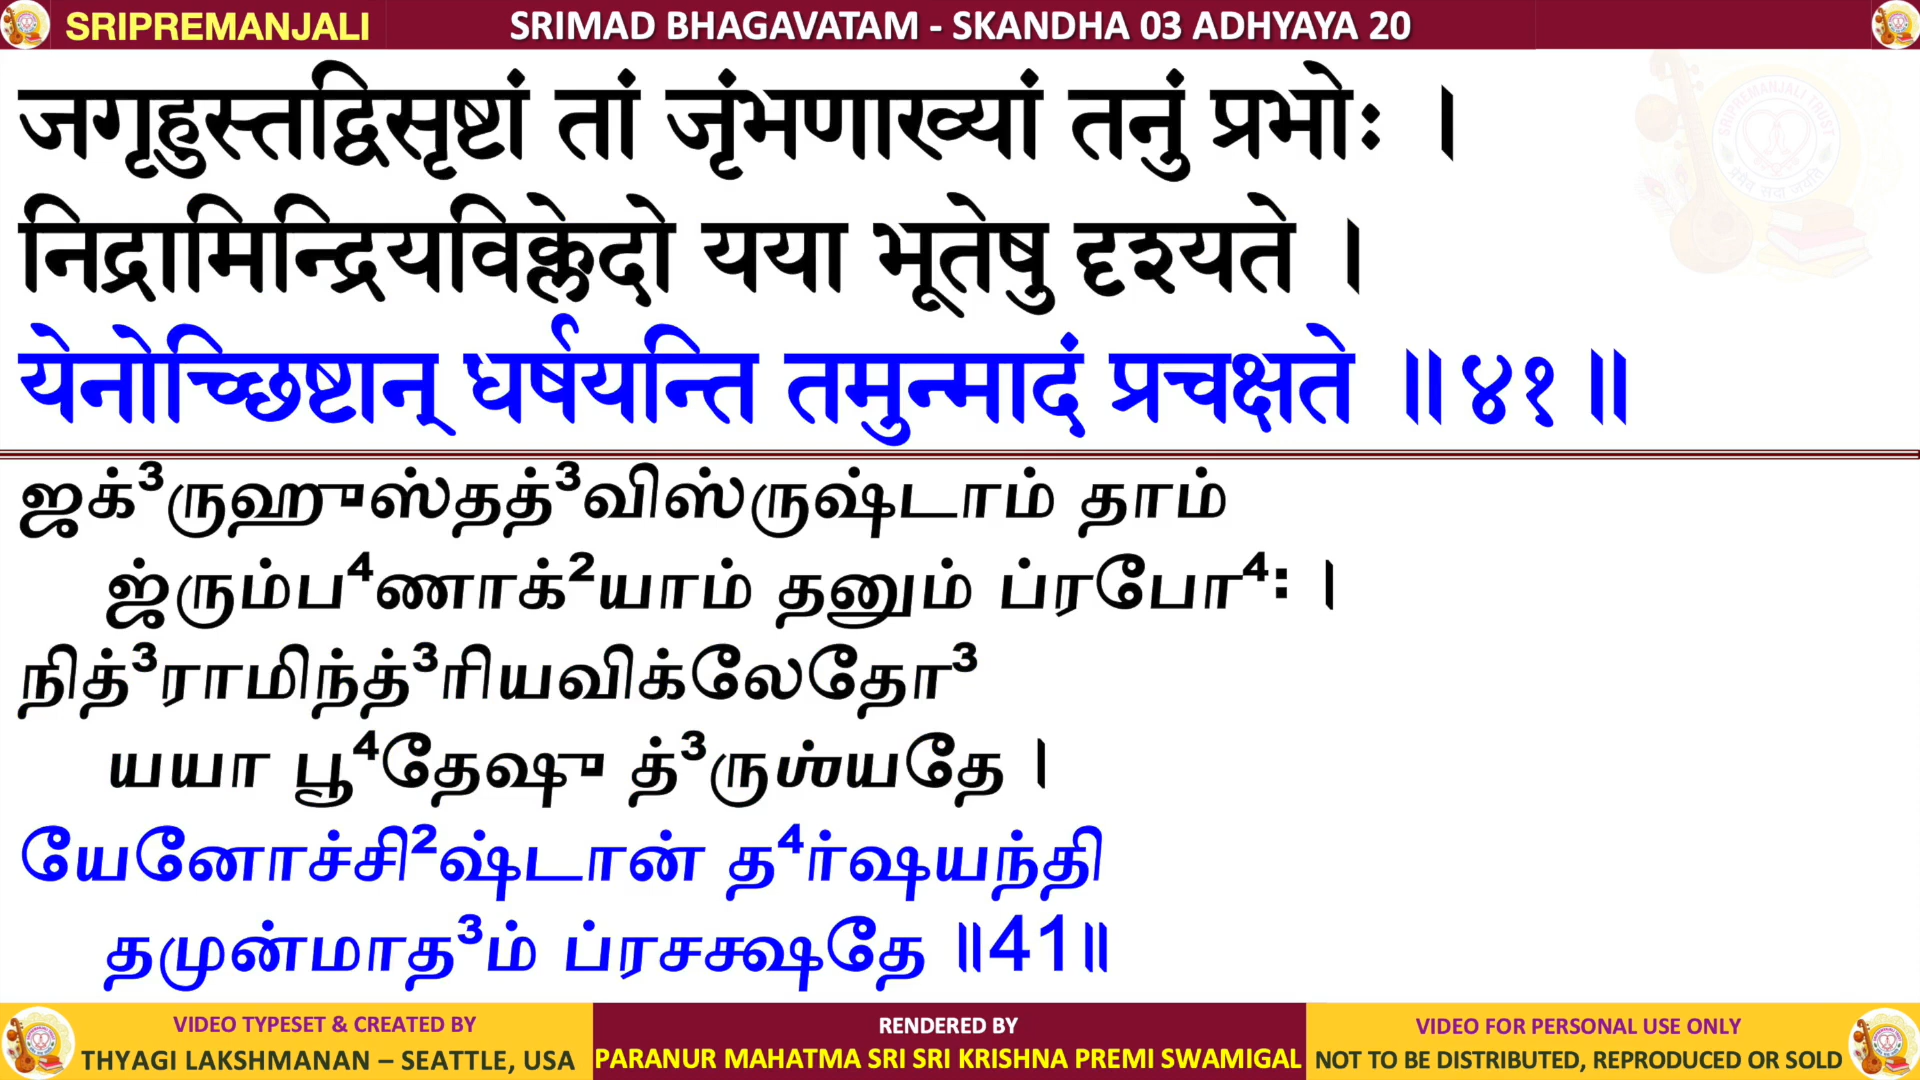 SRIPREMANJALI
SRIMAD BHAGAVATAM - SKANDHA 03 ADHYAYA 20
जगृहुस्तद्विसृष्टां तां जृंभणाख्यां तनुं प्रभोः ।
निद्रामिन्द्रियविक्लेदो यया भूतेषु दृश्यते ।
येनोच्छिष्टान् धर्षयन्ति तमुन्मादं प्रचक्षते ॥४१॥
ஜக்³ருஹுஸ்தத்³விஸ்ருஷ்டாம் தாம்
ஜ்ரும்ப⁴ணாக்²யாம் தனும் ப்ரபோ⁴꞉ ।
நித்³ராமிந்த்³ரியவிக்லேதோ³
யயா பூ⁴தேஷு த்³ருஶ்யதே ।
யேனோச்சி²ஷ்டான் த⁴ர்ஷயந்தி
தமுன்மாத³ம் ப்ரசக்ஷதே ॥41॥
VIDEO TYPESET & CREATED BY
THYAGI LAKSHMANAN – SEATTLE, USA
RENDERED BY
PARANUR MAHATMA SRI SRI KRISHNA PREMI SWAMIGAL
VIDEO FOR PERSONAL USE ONLY
NOT TO BE DISTRIBUTED, REPRODUCED OR SOLD